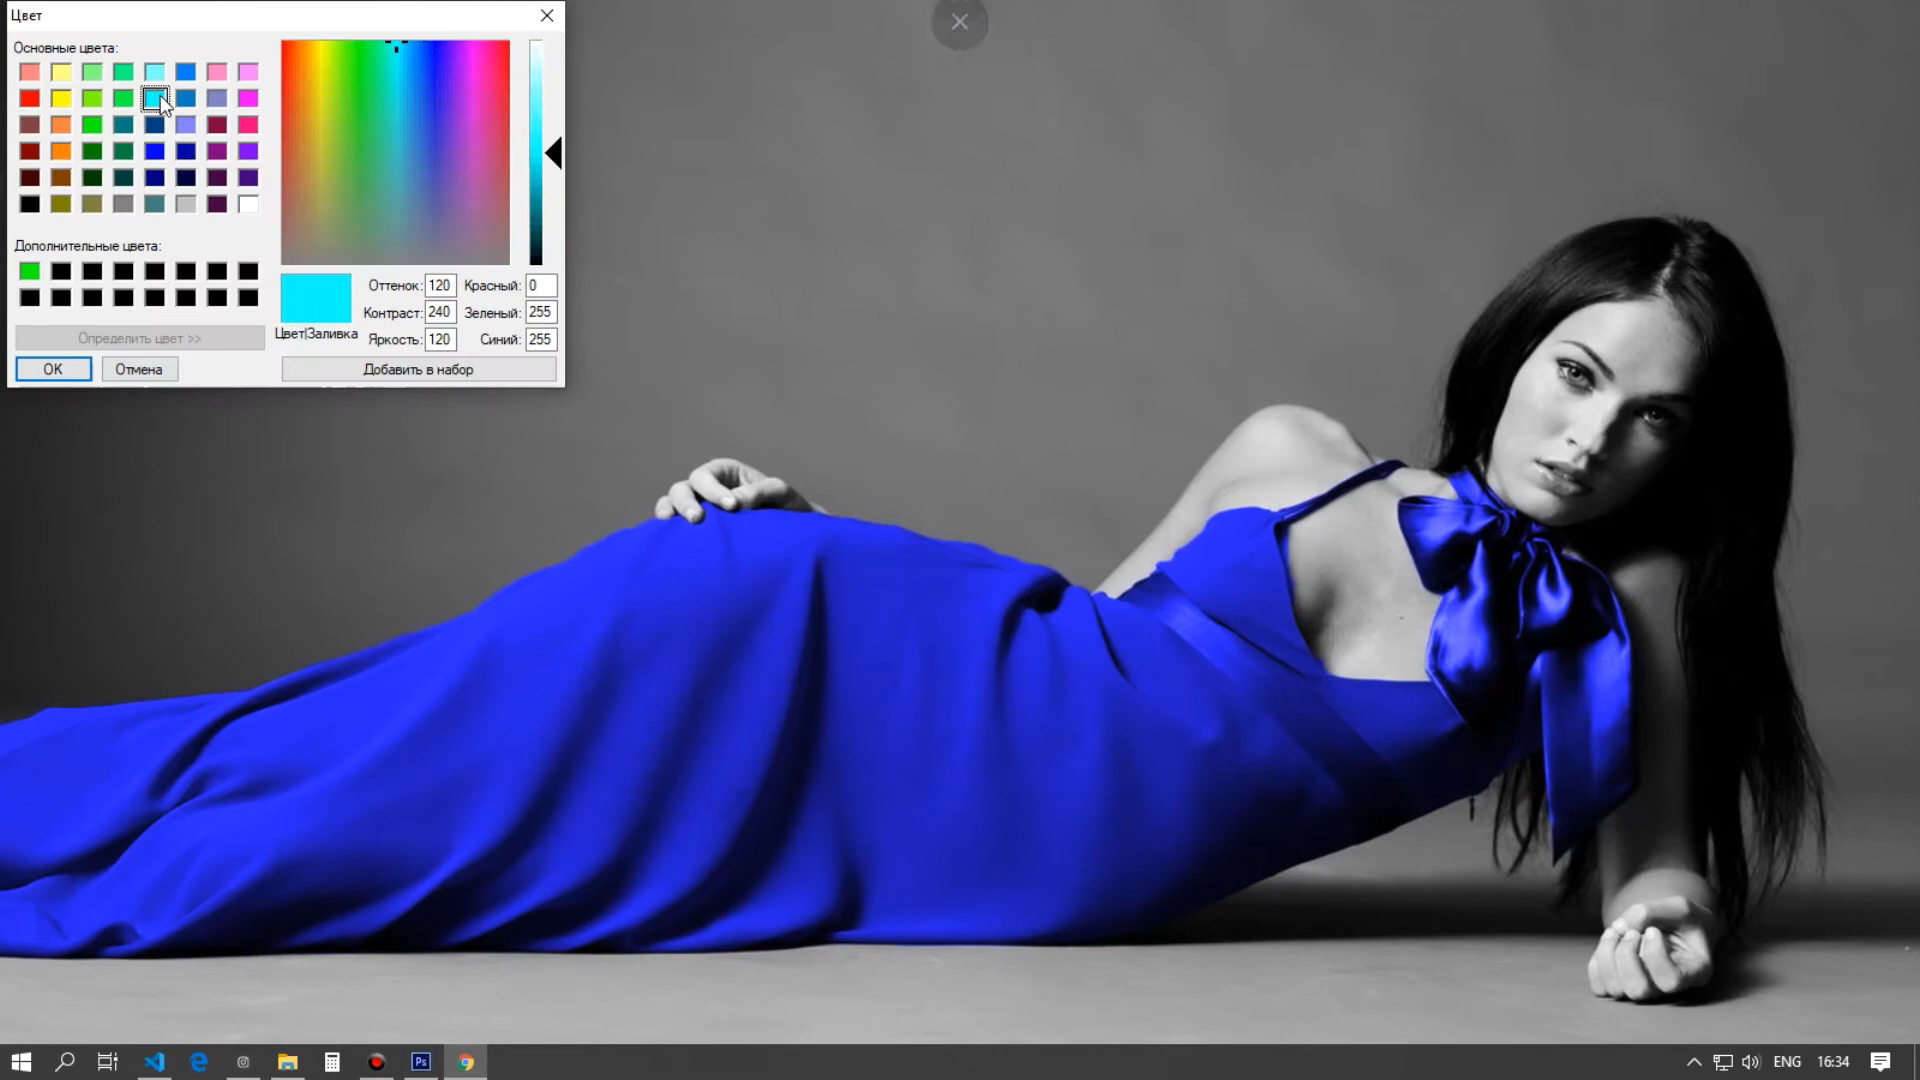 Цвет
Основные цвета:
Дополнительные цвета:
Определить цвет >>
OK
Отмена
Цвет|Заливка
Оттенок: 120
Красный: 0
Контраст: 240
Зеленый: 255
Яркость: 120
Синий: 255
Добавить в набор
Ps
ENG
16:34